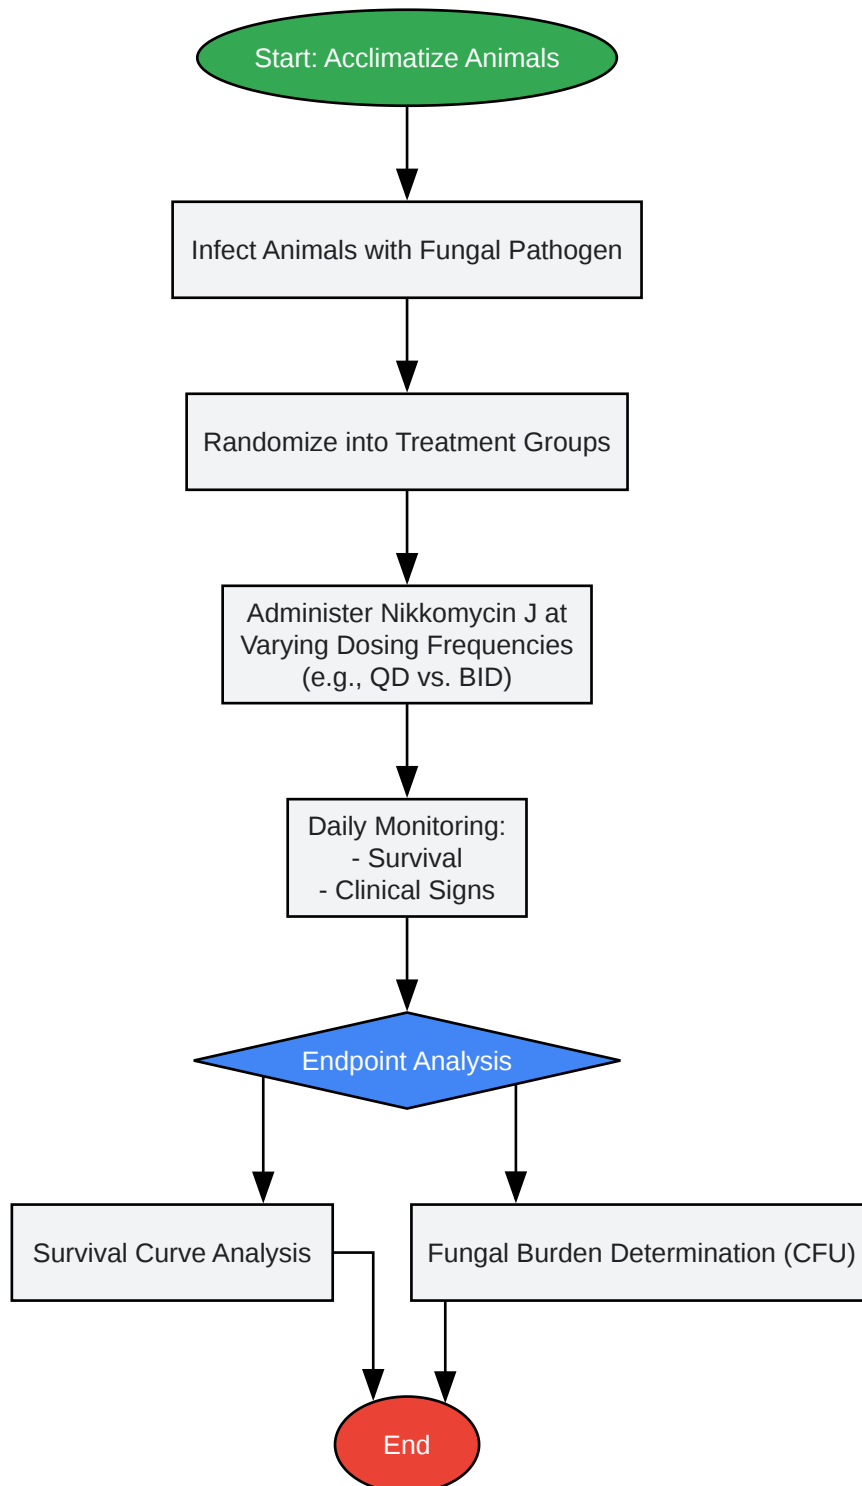 Start: Acclimatize Animals
Infect Animals with Fungal Pathogen
Randomize into Treatment Groups
Administer Nikkomycin J at
Varying Dosing Frequencies
(e.g., QD vs. BID)
Daily Monitoring:
- Survival
- Clinical Signs
Endpoint Analysis
Survival Curve Analysis
Fungal Burden Determination (CFU)
End